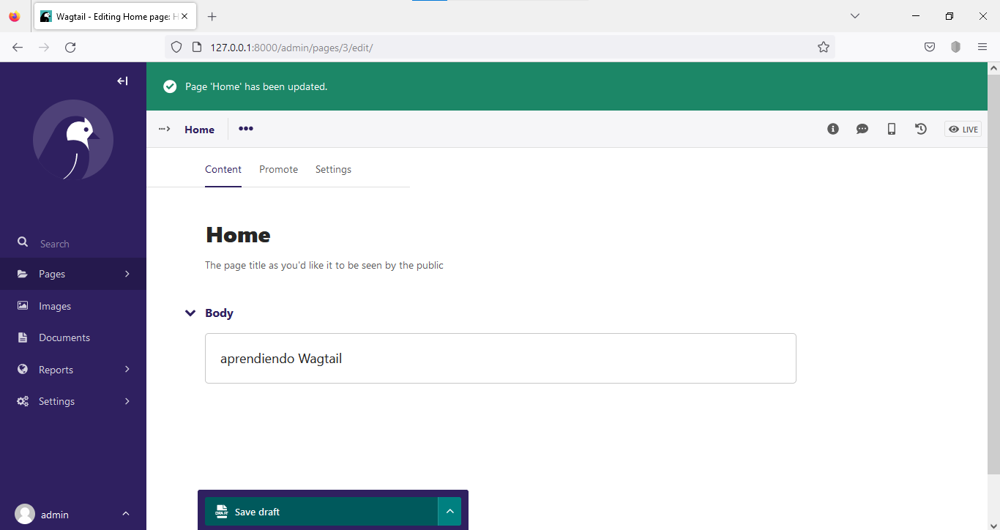 Wagtail - Editing Home page: H
127.0.0.1:8000/admin/pages/3/edit/
Page 'Home' has been updated.
Home
LIVE
Content Promote Settings
Search
Pages
Images
Documents
Reports
Settings
admin
Home
The page title as you'd like it to be seen by the public
Body
aprendiendo Wagtail
DRAFT
Save draft